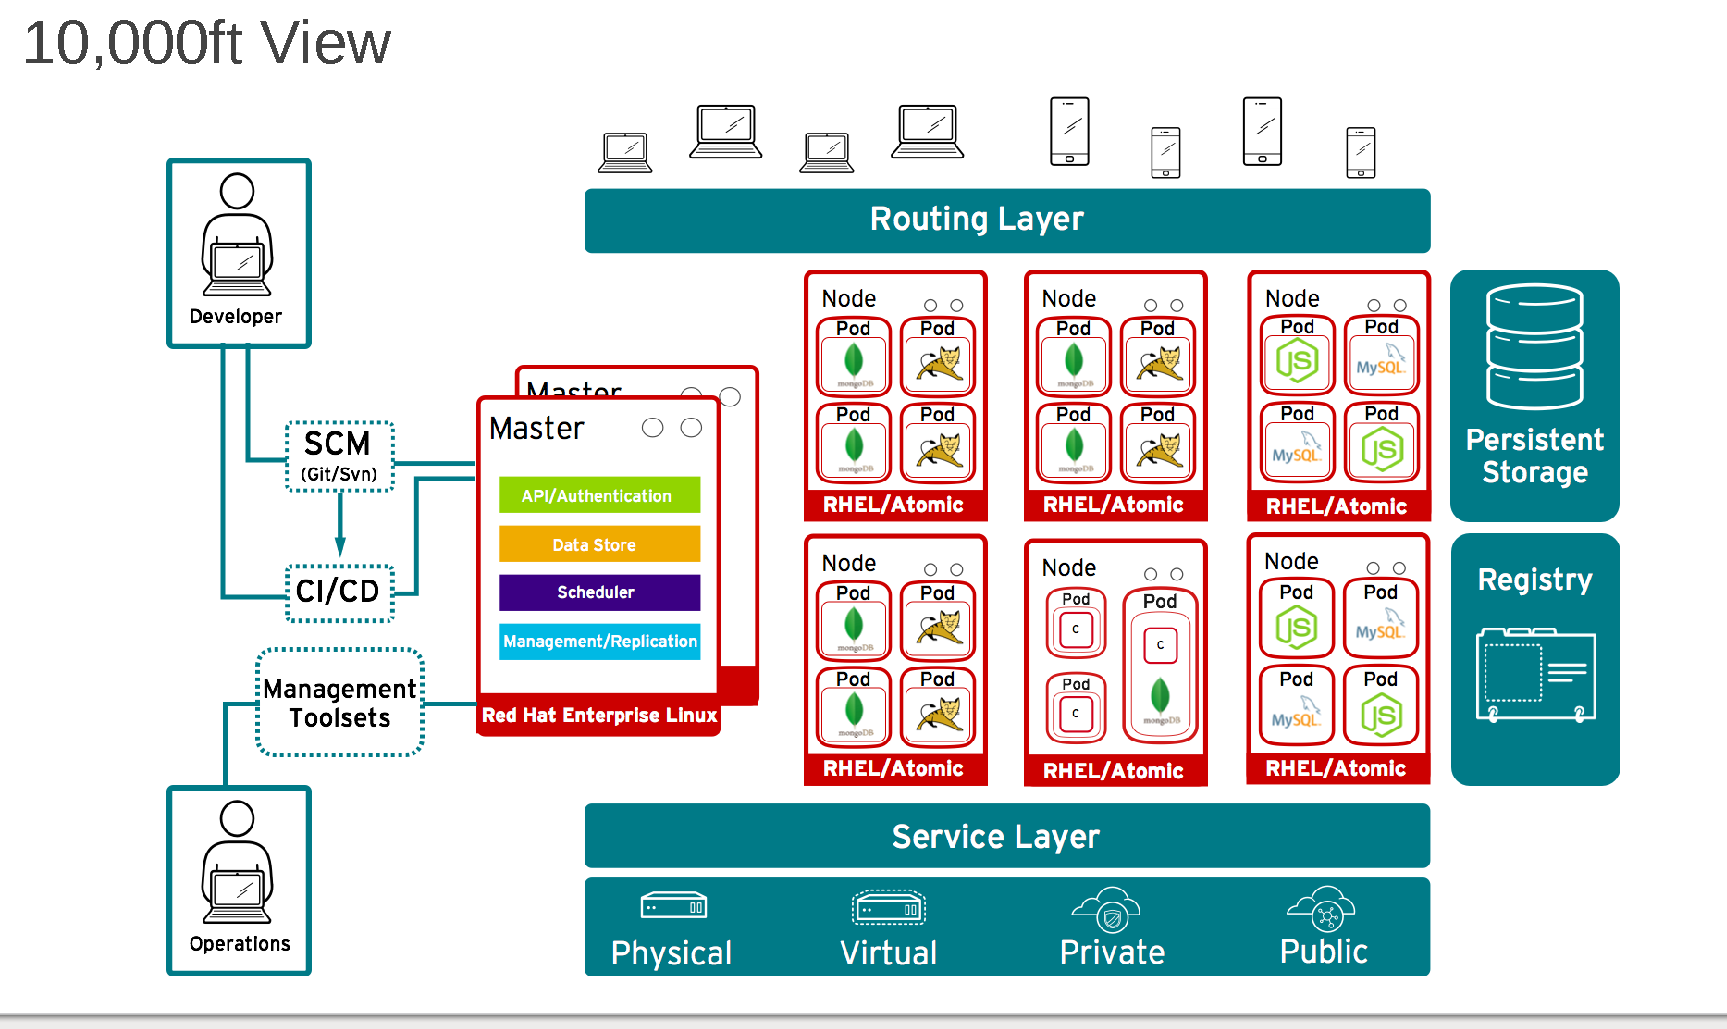 10,000ft View
Routing Layer
Developer
SCM
(Git/Svn)
CI/CD
Management
Toolsets
Operations
Master
Master
API/Authentication
Data Store
Scheduler
Management/Replication
Red Hat Enterprise Linux
Node
Pod
mongoDB
Pod
Pod
mongoDB
Pod
RHEL/Atomic
Node
Pod
mongoDB
Pod
Pod
mongoDB
Pod
RHEL/Atomic
Node
Pod
JS
Pod
MySQL
Pod
MySQL
Pod
JS
RHEL/Atomic
Node
Pod
mongoDB
Pod
Pod
mongoDB
Pod
RHEL/Atomic
Node
Pod
C
Pod
C
Pod
C
mongoDB
RHEL/Atomic
Node
Pod
JS
Pod
MySQL
Pod
MySQL
Pod
JS
RHEL/Atomic
Persistent
Storage
Registry
Service Layer
Physical
Virtual
Private
Public